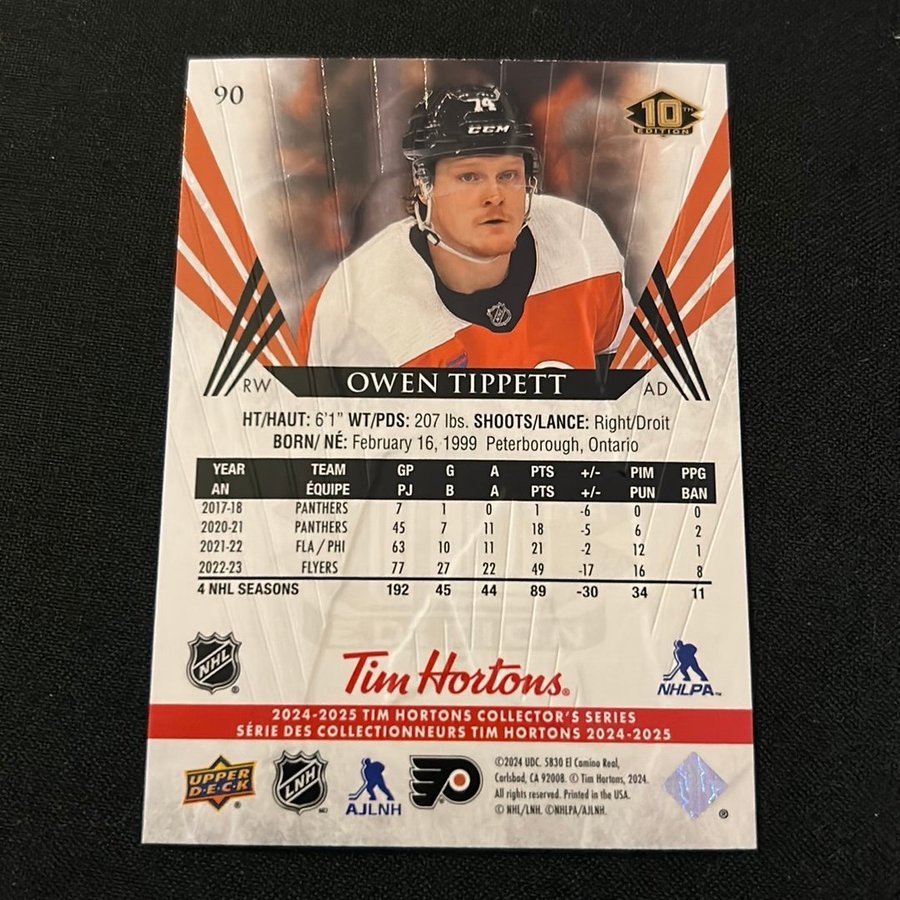 90
10TH
EDITION
74
CCM
RW
OWEN TIPPETT
AD
HT/HAUT: 6'1" WT/PDS: 207 lbs. SHOOTS/LANCE: Right/Droit
BORN/ NÉ: February 16, 1999 Peterborough, Ontario
YEAR TEAM GP G A PTS +/- PIM PPG
AN ÉQUIPE PJ B A PTS +/- PUN BAN
2017-18 PANTHERS 7 1 0 1 -6 0 0
2020-21 PANTHERS 45 7 11 18 -5 6 2
2021-22 FLA / PHI 63 10 11 21 -2 12 1
2022-23 FLYERS 77 27 22 49 -17 16 8
4 NHL SEASONS 192 45 44 89 -30 34 11
EDITION
NHL
Tim Hortons®
NHLPA™
2024-2025 TIM HORTONS COLLECTOR'S SERIES
SÉRIE DES COLLECTIONNEURS TIM HORTONS 2024-2025
UPPER
DECK
LNH
AJLNH
©2024 UDC. 5830 El Camino Real,
Carlsbad, CA 92008. © Tim Hortons, 2024.
All rights reserved. Printed in the USA.
© NHL/LNH. ©NHLPA/AJLNH.